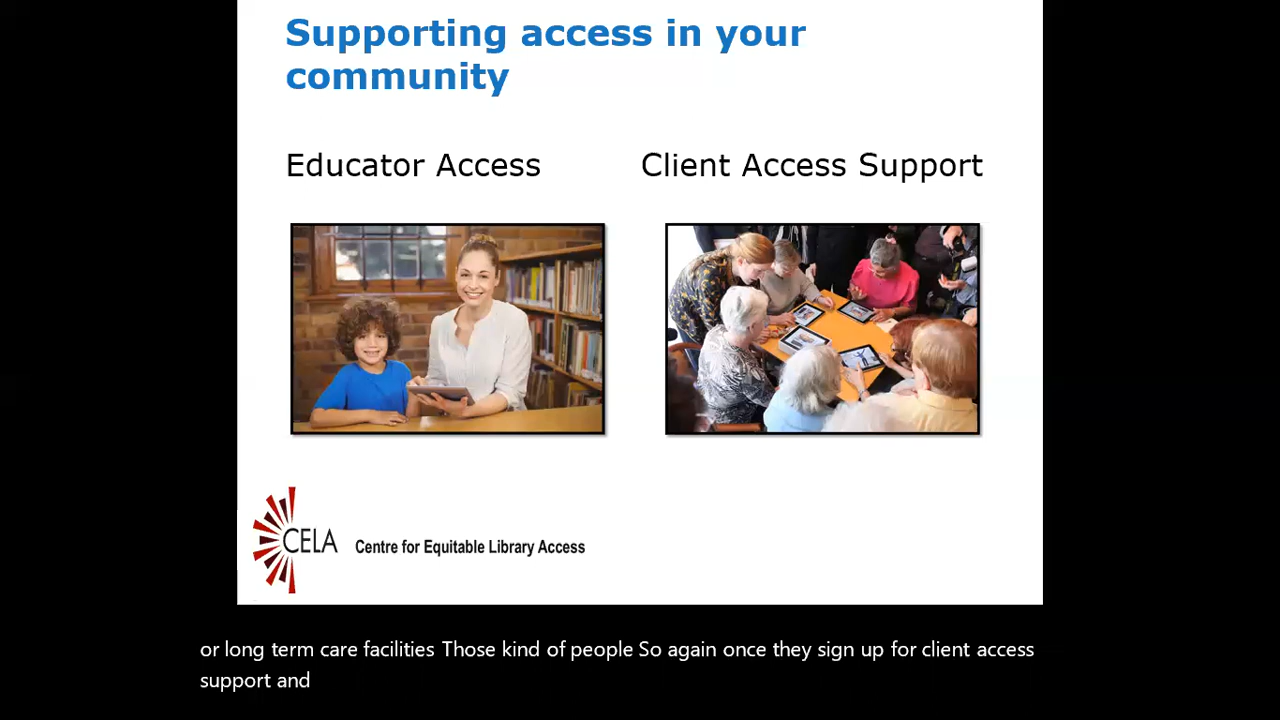 Supporting access in your
community
Educator Access
Client Access Support
CELA
Centre for Equitable Library Access
or long term care facilities Those kind of people So again once they sign up for client access
support and